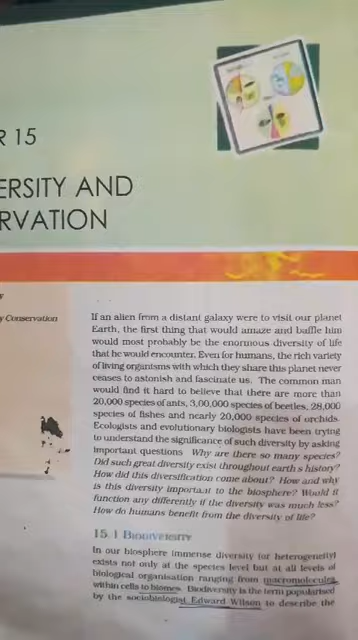 R 15
ERSITY AND
RVATION
y Conservation
If an alien from a distant galaxy were to visit our planet
Earth, the first thing that would amaze and baffle him
would most probably be the enormous diversity of life
that he would encounter. Even for humans, the rich variety
of living organisms with which they share this planet never
ceases to astonish and fascinate us. The common man
would find it hard to believe that there are more than
20,000 species of ants, 3,00,000 species of beetles, 28,000
species of fishes and nearly 20,000 species of orchids.
Ecologists and evolutionary biologists have been trying
to understand the significance of such diversity by asking
important questions Why are there so many species?
Did such great diversity exist throughout earth s history?
How did this diversification come about? How and why
is this diversity important to the biosphere? Would it
function any differently if the diversity was much less?
How do humans benefit from the diversity of life?
15.1 BIODIVERSITY
In our biosphere immense diversity (or heterogeneity)
exists not only at the species level but at all levels of
biological organisation ranging from macromolecules
within cells to biomes. Biodiversity is the term popularised
by the sociobiologist Edward Wilson to describe the